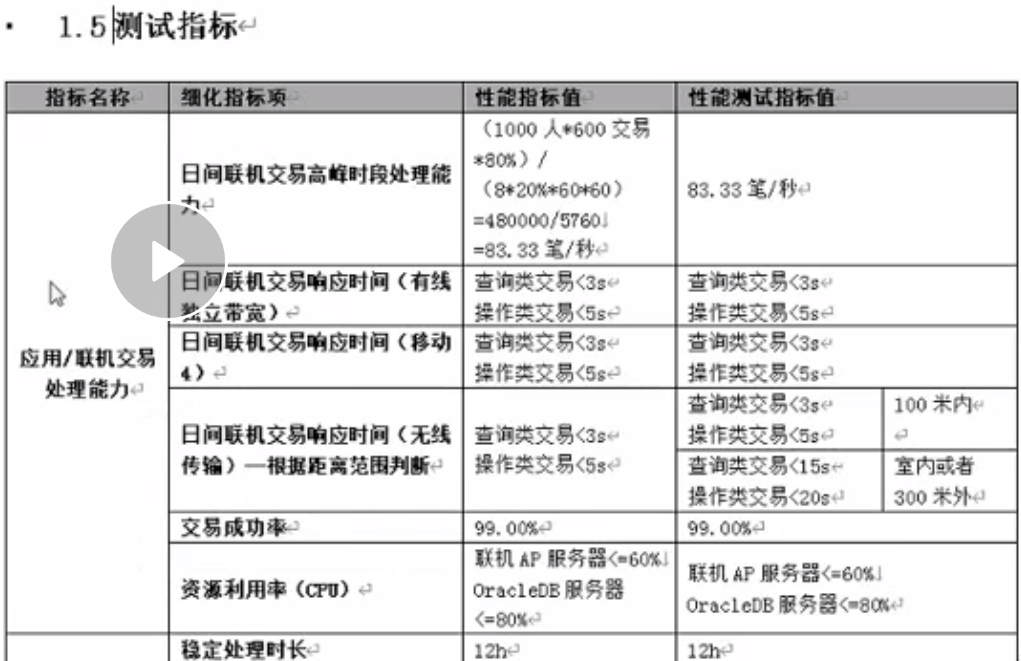 · 1.5测试指标
指标名称 细化指标项 性能指标值 性能测试指标值
应用/联机交易
处理能力
日间联机交易高峰时段处理能
力
（1000 人*600 交易
*80%）/
（8*20%*60*60）
=480000/5760
=83.33 笔/秒
83.33 笔/秒
日间联机交易响应时间（有线
独立带宽）
查询类交易<3s
操作类交易<5s
查询类交易<3s
操作类交易<5s
日间联机交易响应时间（移动
4）
查询类交易<3s
操作类交易<5s
查询类交易<3s
操作类交易<5s
日间联机交易响应时间（无线
传输）—根据距离范围判断
查询类交易<3s
操作类交易<5s
查询类交易<3s
操作类交易<5s
100 米内
查询类交易<15s
操作类交易<20s
室内或者
300 米外
交易成功率 99.00% 99.00%
资源利用率（CPU）
联机 AP 服务器<=60%
OracleDB 服务器
<=80%
联机 AP 服务器<=60%
OracleDB 服务器<=80%
稳定处理时长 12h 12h